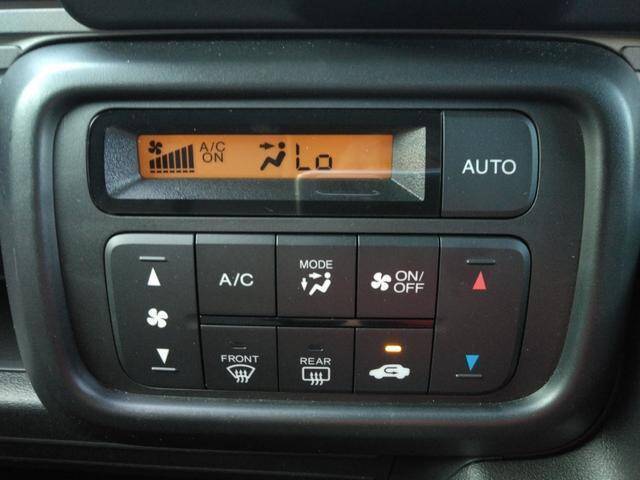 A/C
ON
Lo
AUTO
A/C
MODE
ON/
OFF
FRONT
REAR